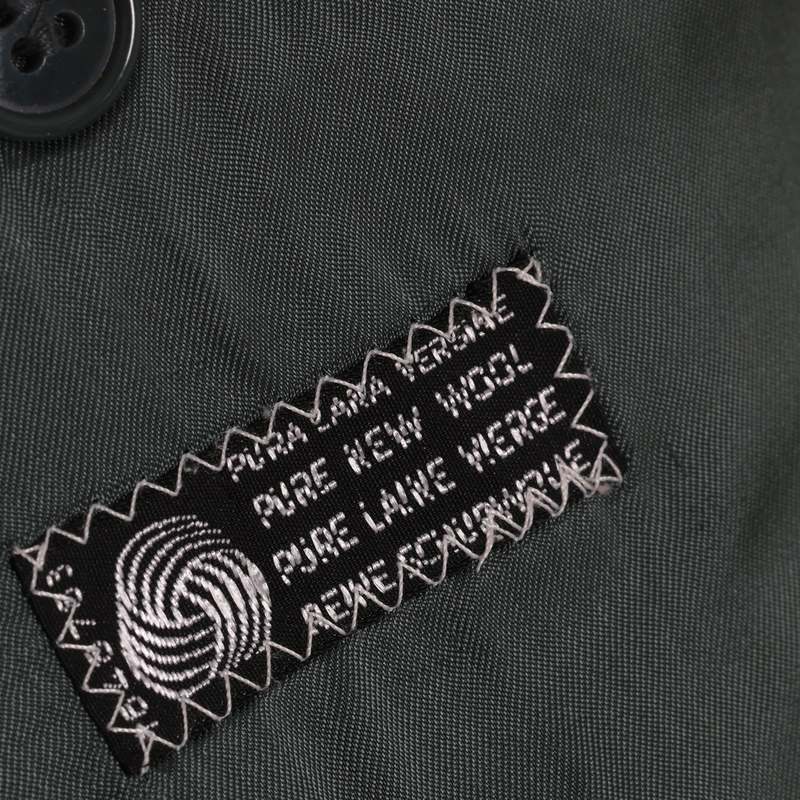 PURA LANA VERGINE
PURE NEW WOOL
PURE LAINE VIERGE
REINE SCHURWOLLE